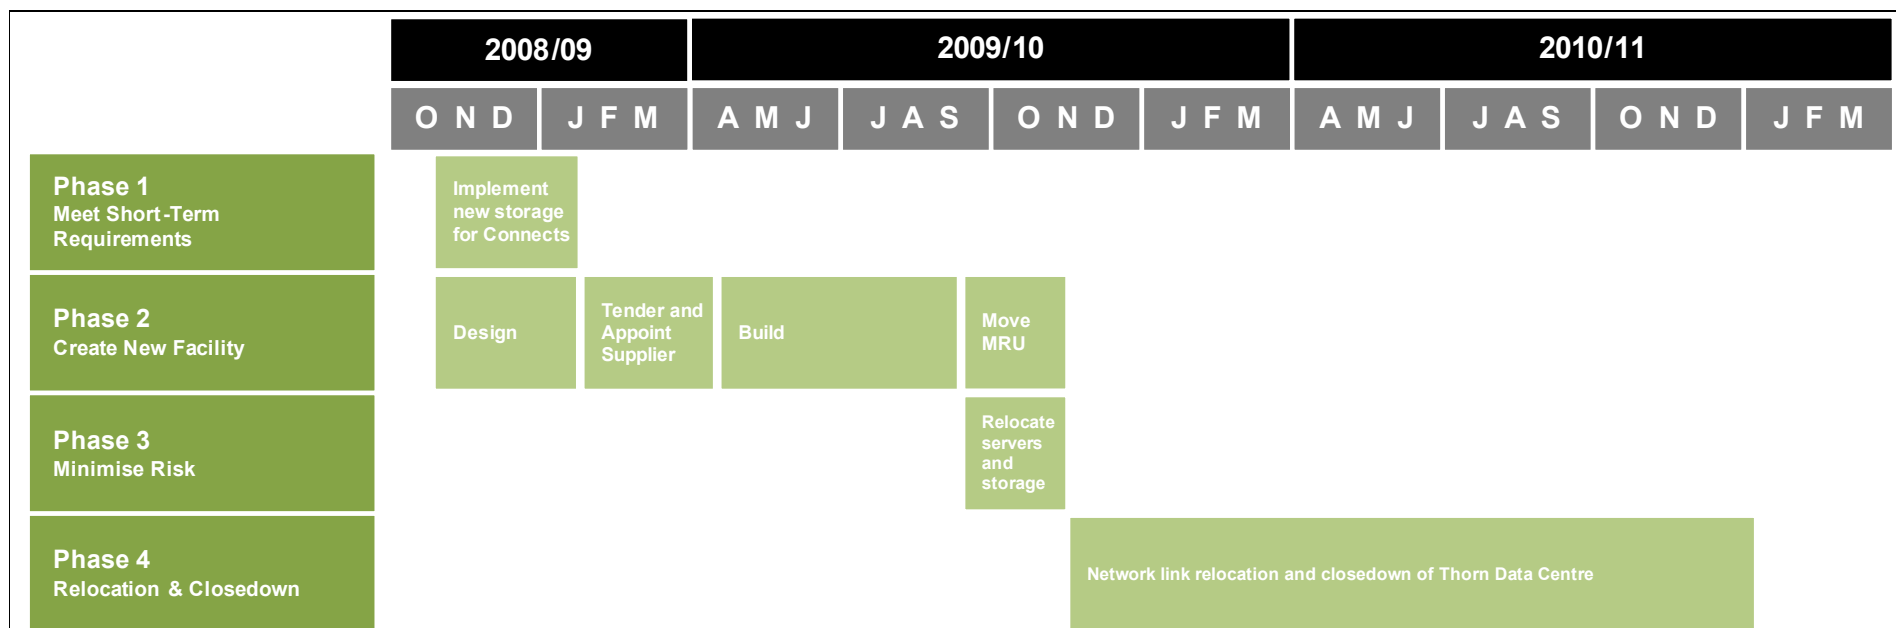 2008/09 2009/10 2010/11
O N D J F M A M J J A S O N D J F M A M J J A S O N D J F M
Phase 1
Meet Short-Term
Requirements
Implement
new storage
for Connects
Phase 2
Create New Facility
Design
Tender and
Appoint
Supplier
Build
Move
MRU
Phase 3
Minimise Risk
Relocate
servers
and
storage
Phase 4
Relocation & Closedown
Network link relocation and closedown of Thorn Data Centre